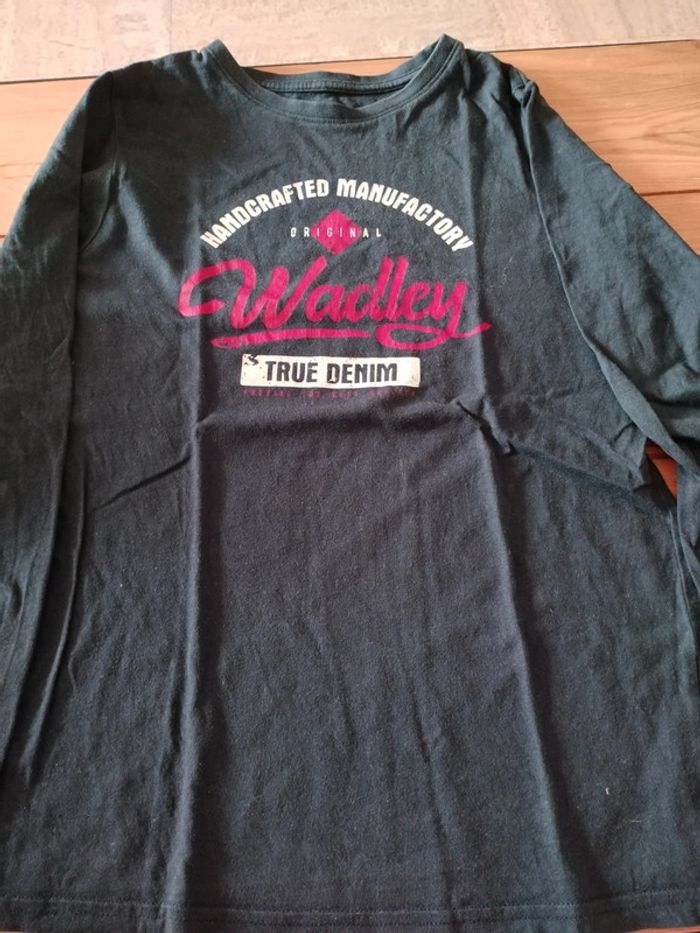 HANDCRAFTED MANUFACTORY
ORIGINAL
Wadley
TRUE DENIM